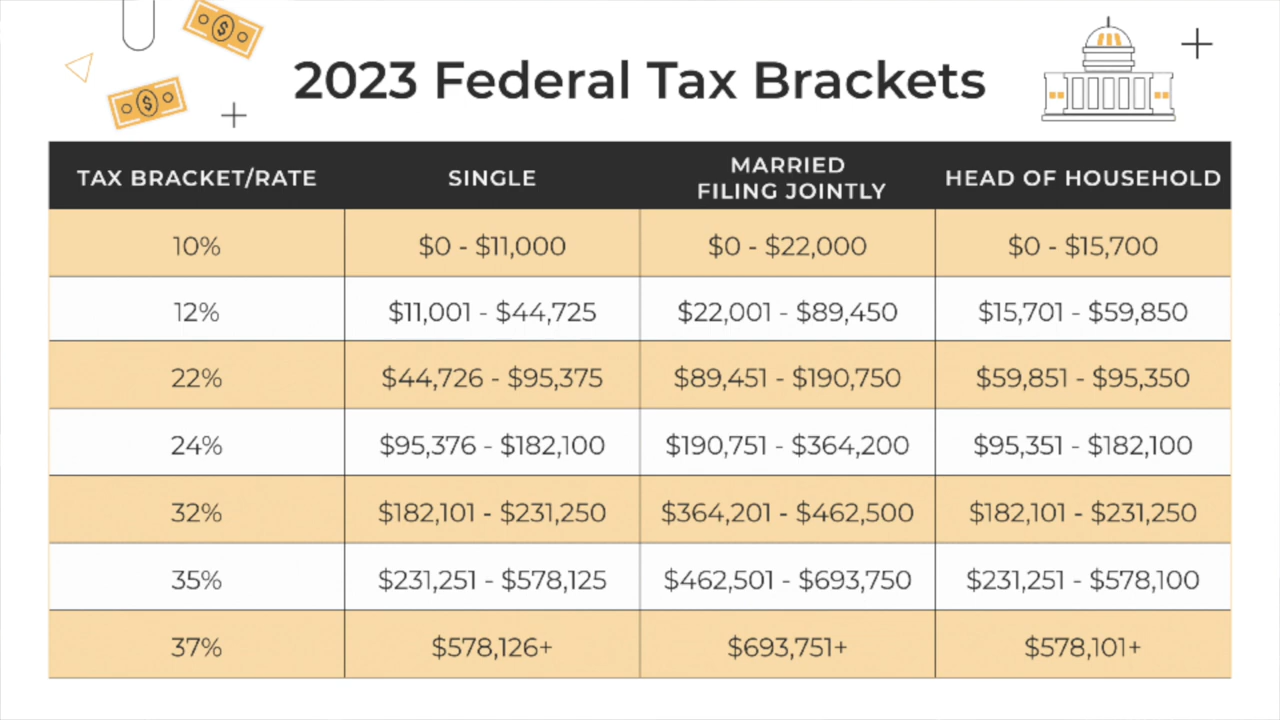 2023 Federal Tax Brackets
TAX BRACKET/RATE SINGLE MARRIED FILING JOINTLY HEAD OF HOUSEHOLD
10% $0 - $11,000 $0 - $22,000 $0 - $15,700
12% $11,001 - $44,725 $22,001 - $89,450 $15,701 - $59,850
22% $44,726 - $95,375 $89,451 - $190,750 $59,851 - $95,350
24% $95,376 - $182,100 $190,751 - $364,200 $95,351 - $182,100
32% $182,101 - $231,250 $364,201 - $462,500 $182,101 - $231,250
35% $231,251 - $578,125 $462,501 - $693,750 $231,251 - $578,100
37% $578,126+ $693,751+ $578,101+